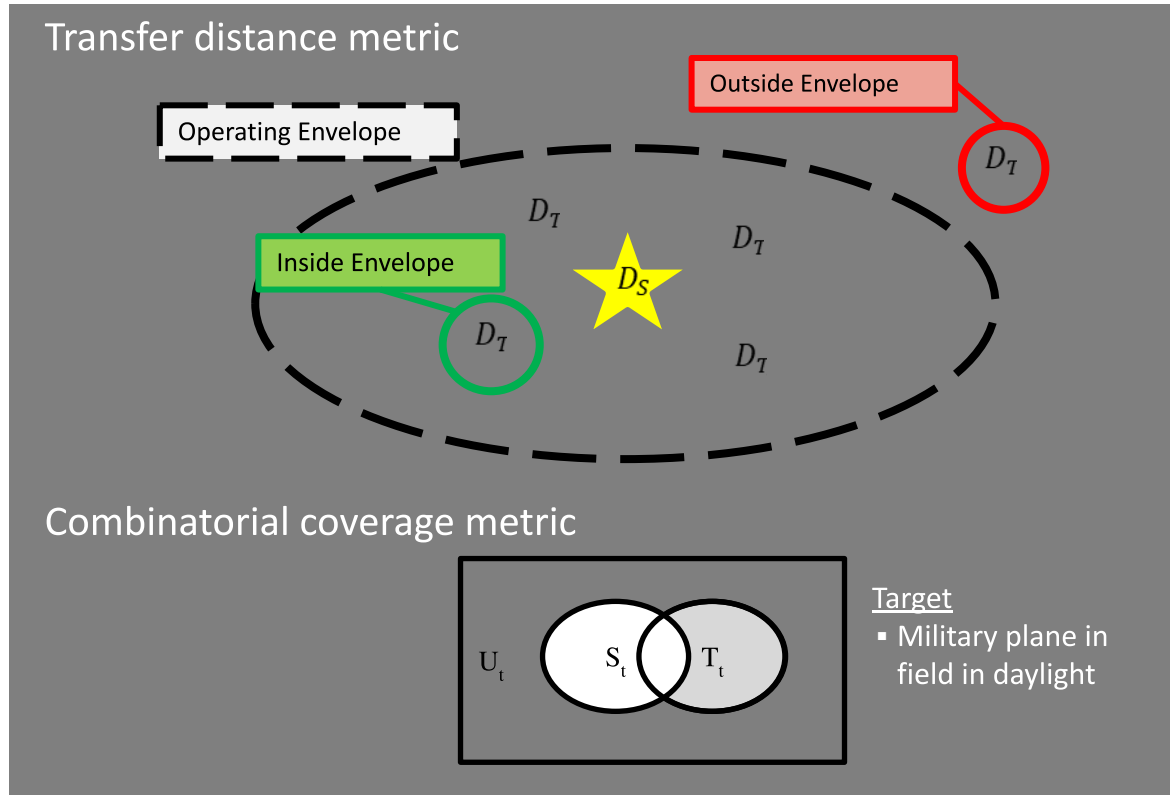 Transfer distance metric
Outside Envelope
Operating Envelope
D_T
D_T
D_T
Inside Envelope
D_S
D_T
D_T
Combinatorial coverage metric
Target
▪ Military plane in
field in daylight
U_t
S_t
T_t